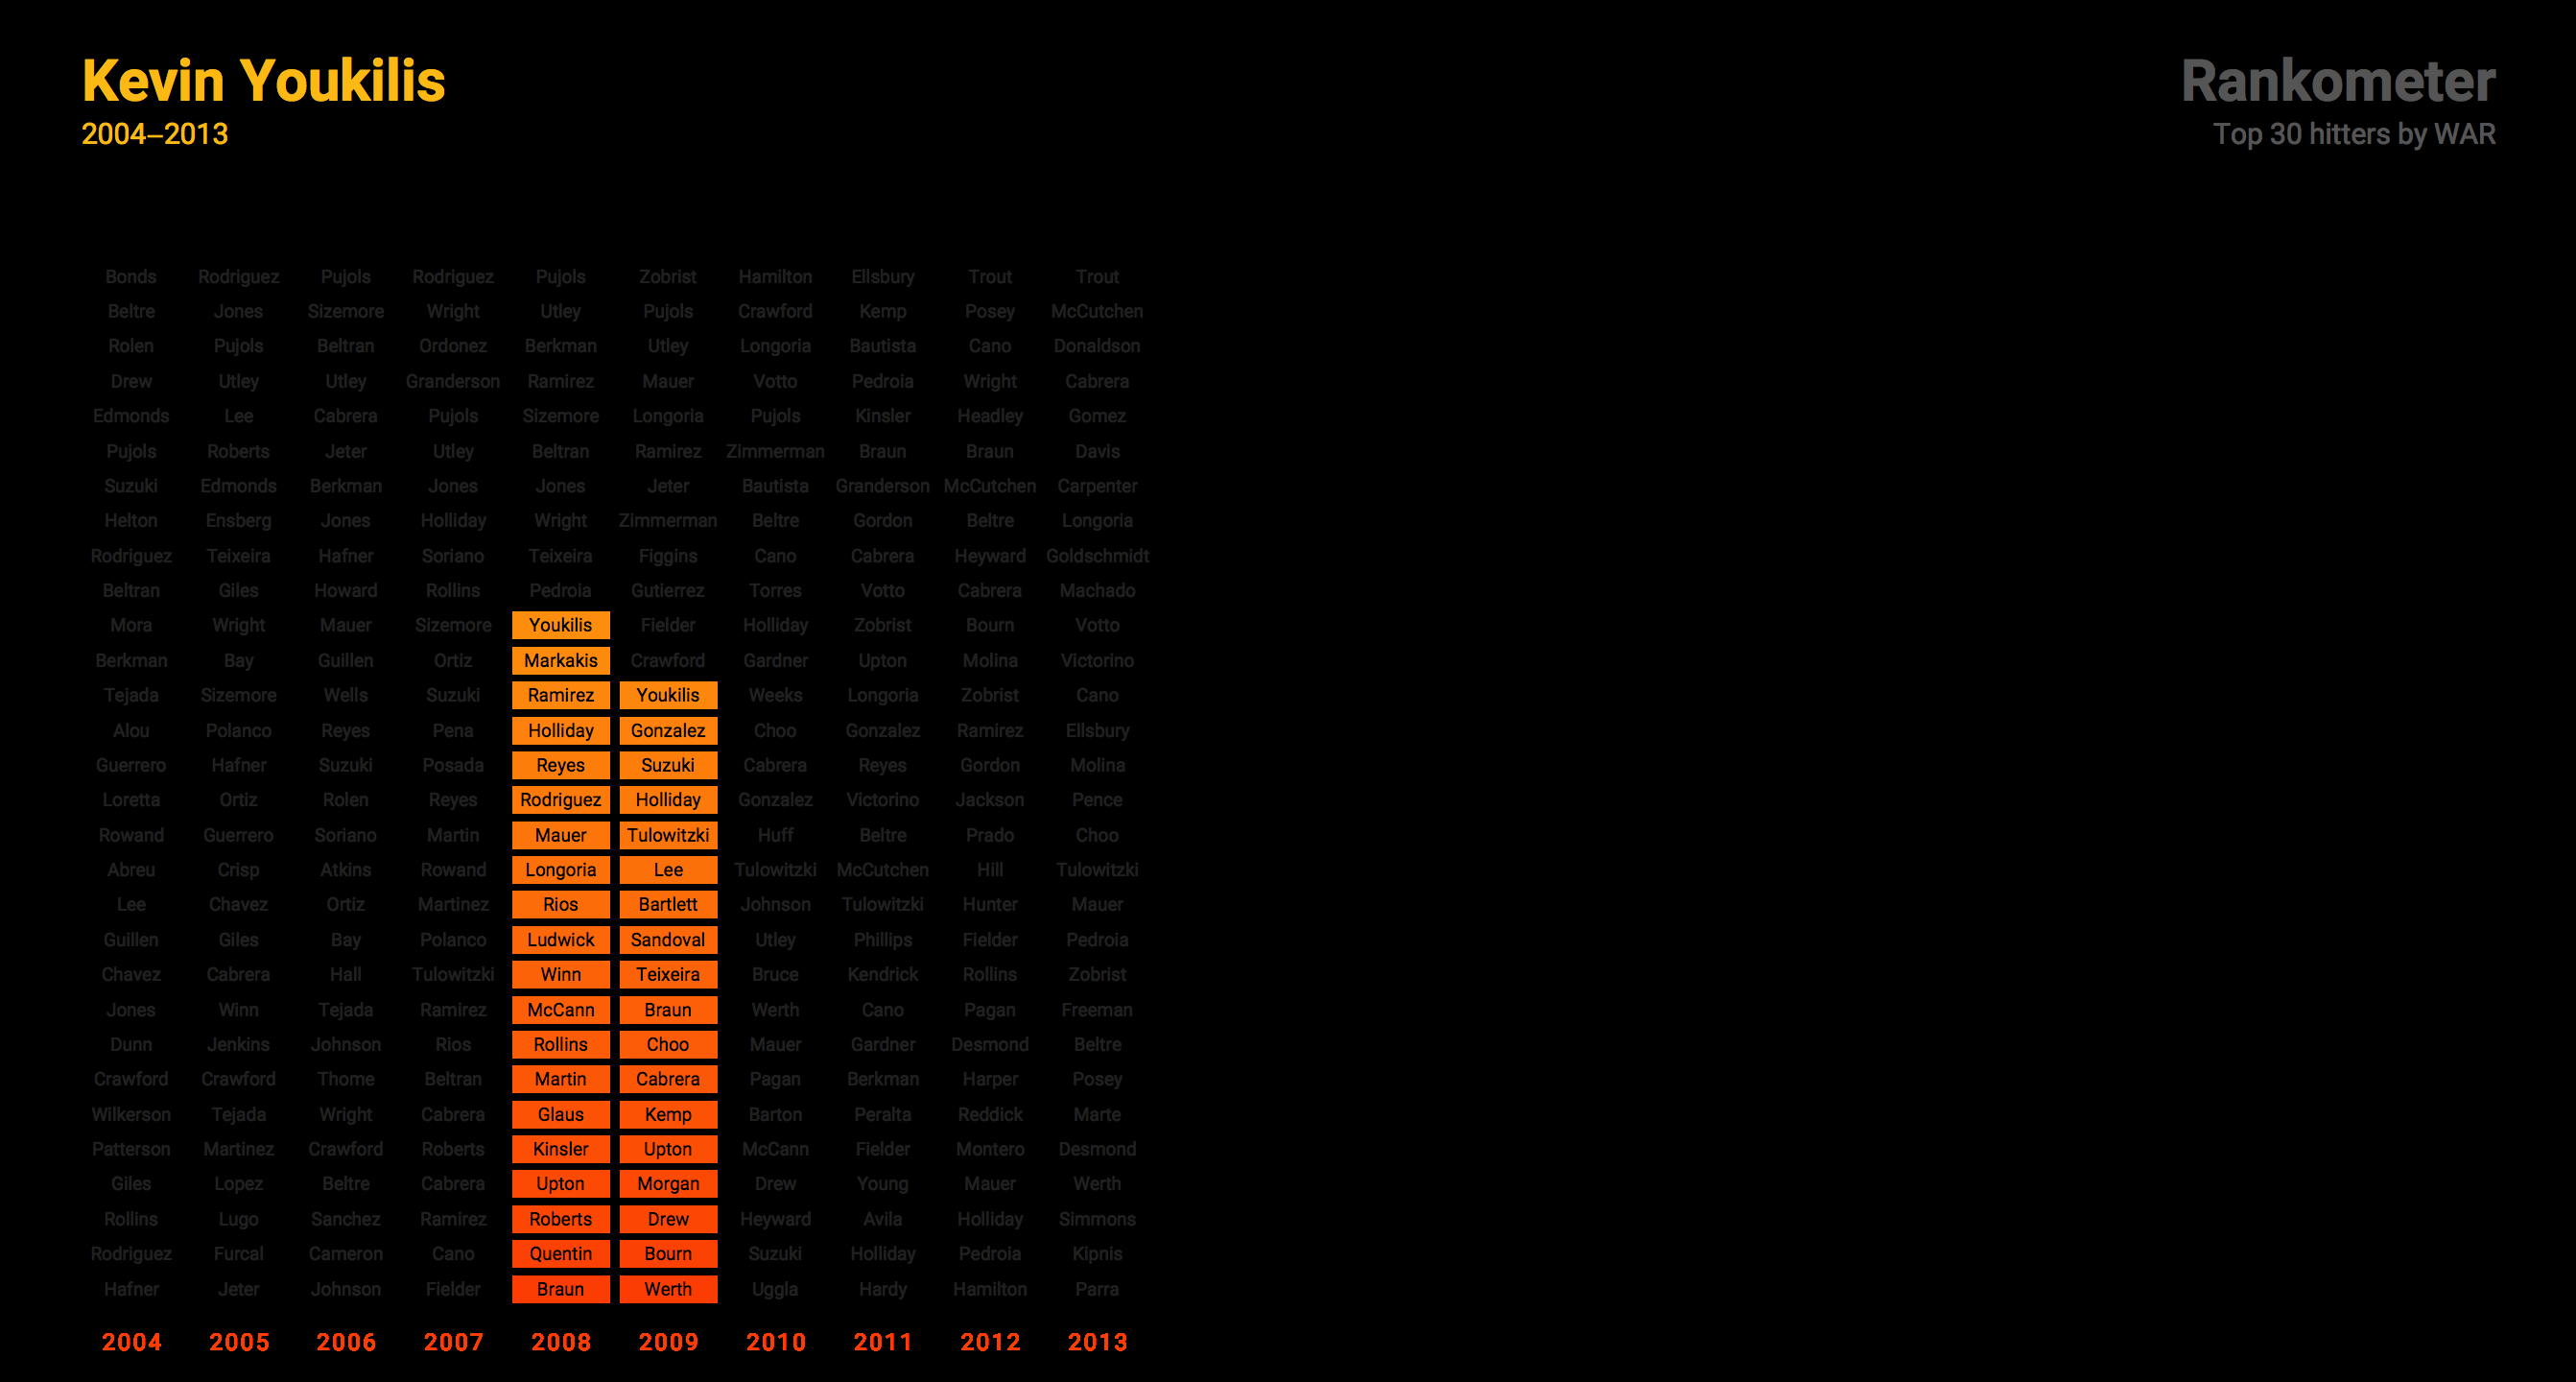 Kevin Youkilis
2004–2013
Rankometer
Top 30 hitters by WAR
Bonds Rodriguez Pujols Rodriguez Pujols Zobrist Hamilton Ellsbury Trout Trout
Beltre Jones Sizemore Wright Utley Pujols Crawford Kemp Posey McCutchen
Rolen Pujols Beltran Ordonez Berkman Utley Longoria Bautista Cano Donaldson
Drew Utley Utley Granderson Ramirez Mauer Votto Pedroia Wright Cabrera
Edmonds Lee Cabrera Pujols Sizemore Longoria Pujols Kinsler Headley Gomez
Pujols Roberts Jeter Utley Beltran Ramirez Zimmerman Braun Braun Davis
Suzuki Edmonds Berkman Jones Jones Jeter Bautista Granderson McCutchen Carpenter
Helton Ensberg Jones Holliday Wright Zimmerman Beltre Gordon Beltre Longoria
Rodriguez Teixeira Hafner Soriano Teixeira Figgins Cano Cabrera Heyward Goldschmidt
Beltran Giles Howard Rollins Pedroia Gutierrez Torres Votto Cabrera Machado
Mora Wright Mauer Sizemore Youkilis Fielder Holliday Zobrist Bourn Votto
Berkman Bay Guillen Ortiz Markakis Crawford Gardner Upton Molina Victorino
Tejada Sizemore Wells Suzuki Ramirez Youkilis Weeks Longoria Zobrist Cano
Alou Polanco Reyes Pena Holliday Gonzalez Choo Gonzalez Ramirez Ellsbury
Guerrero Hafner Suzuki Posada Reyes Suzuki Cabrera Reyes Gordon Molina
Loretta Ortiz Rolen Reyes Rodriguez Holliday Gonzalez Victorino Jackson Pence
Rowand Guerrero Soriano Martin Mauer Tulowitzki Huff Beltre Prado Choo
Abreu Crisp Atkins Rowand Longoria Lee Tulowitzki McCutchen Hill Tulowitzki
Lee Chavez Ortiz Martinez Rios Bartlett Johnson Tulowitzki Hunter Mauer
Guillen Giles Bay Polanco Ludwick Sandoval Utley Phillips Fielder Pedroia
Chavez Cabrera Hall Tulowitzki Winn Teixeira Bruce Kendrick Rollins Zobrist
Jones Winn Tejada Ramirez McCann Braun Werth Cano Pagan Freeman
Dunn Jenkins Johnson Rios Rollins Choo Mauer Gardner Desmond Beltre
Crawford Crawford Thome Beltran Martin Cabrera Pagan Berkman Harper Posey
Wilkerson Tejada Wright Cabrera Glaus Kemp Barton Peralta Reddick Marte
Patterson Martinez Crawford Roberts Kinsler Upton McCann Fielder Montero Desmond
Giles Lopez Beltre Cabrera Upton Morgan Drew Young Mauer Werth
Rollins Lugo Sanchez Ramirez Roberts Drew Heyward Avila Holliday Simmons
Rodriguez Furcal Cameron Cano Quentin Bourn Suzuki Holliday Pedroia Kipnis
Hafner Jeter Johnson Fielder Braun Werth Uggla Hardy Hamilton Parra
2004 2005 2006 2007 2008 2009 2010 2011 2012 2013